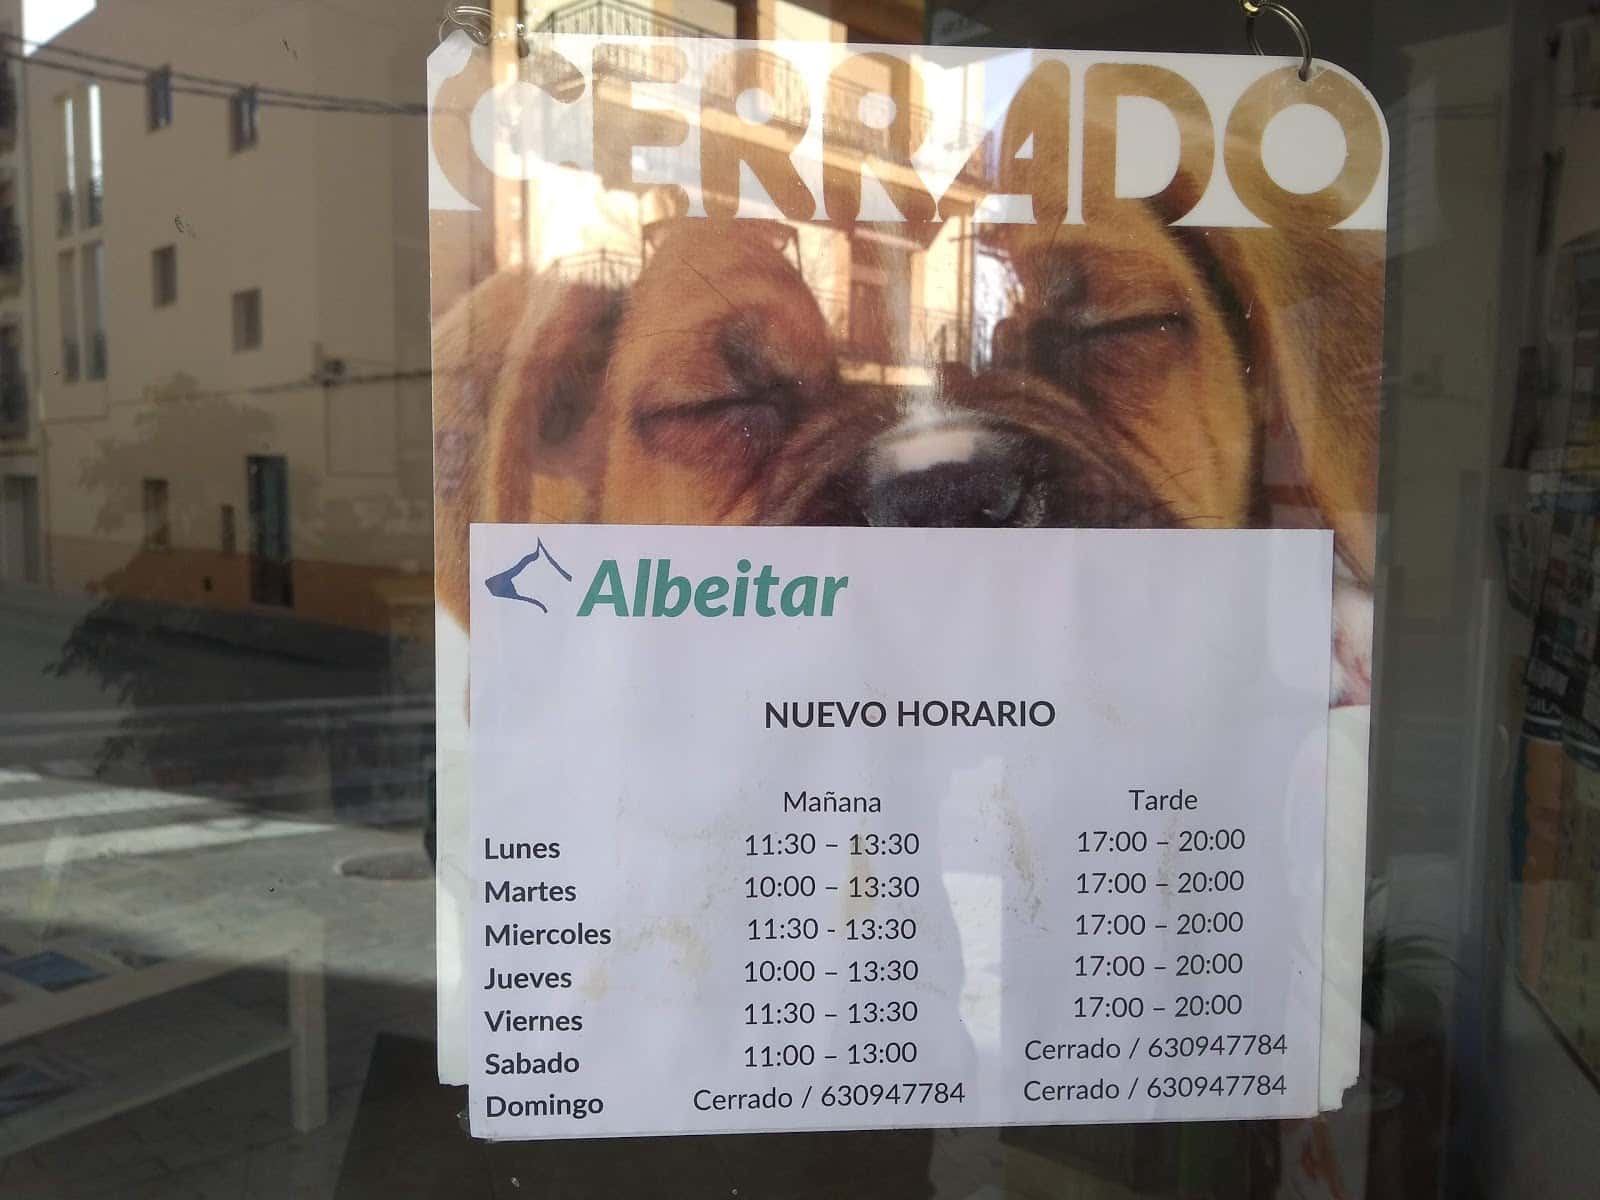 CERRADO
Albeitar
NUEVO HORARIO
Mañana Tarde
Lunes 11:30 – 13:30 17:00 – 20:00
Martes 10:00 – 13:30 17:00 – 20:00
Miercoles 11:30 - 13:30 17:00 – 20:00
Jueves 10:00 – 13:30 17:00 – 20:00
Viernes 11:30 – 13:30 17:00 – 20:00
Sabado 11:00 – 13:00 Cerrado / 630947784
Domingo Cerrado / 630947784 Cerrado / 630947784